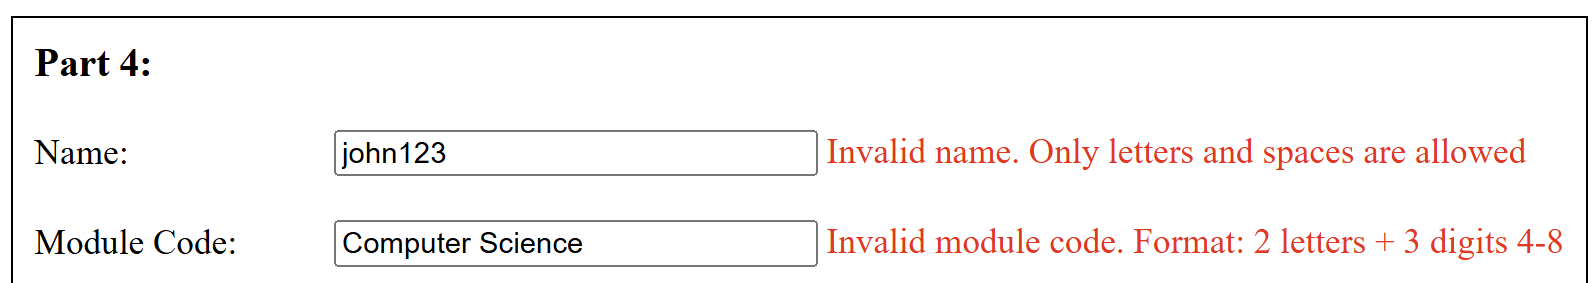 Part 4:
Name: john123 Invalid name. Only letters and spaces are allowed
Module Code: Computer Science Invalid module code. Format: 2 letters + 3 digits 4-8